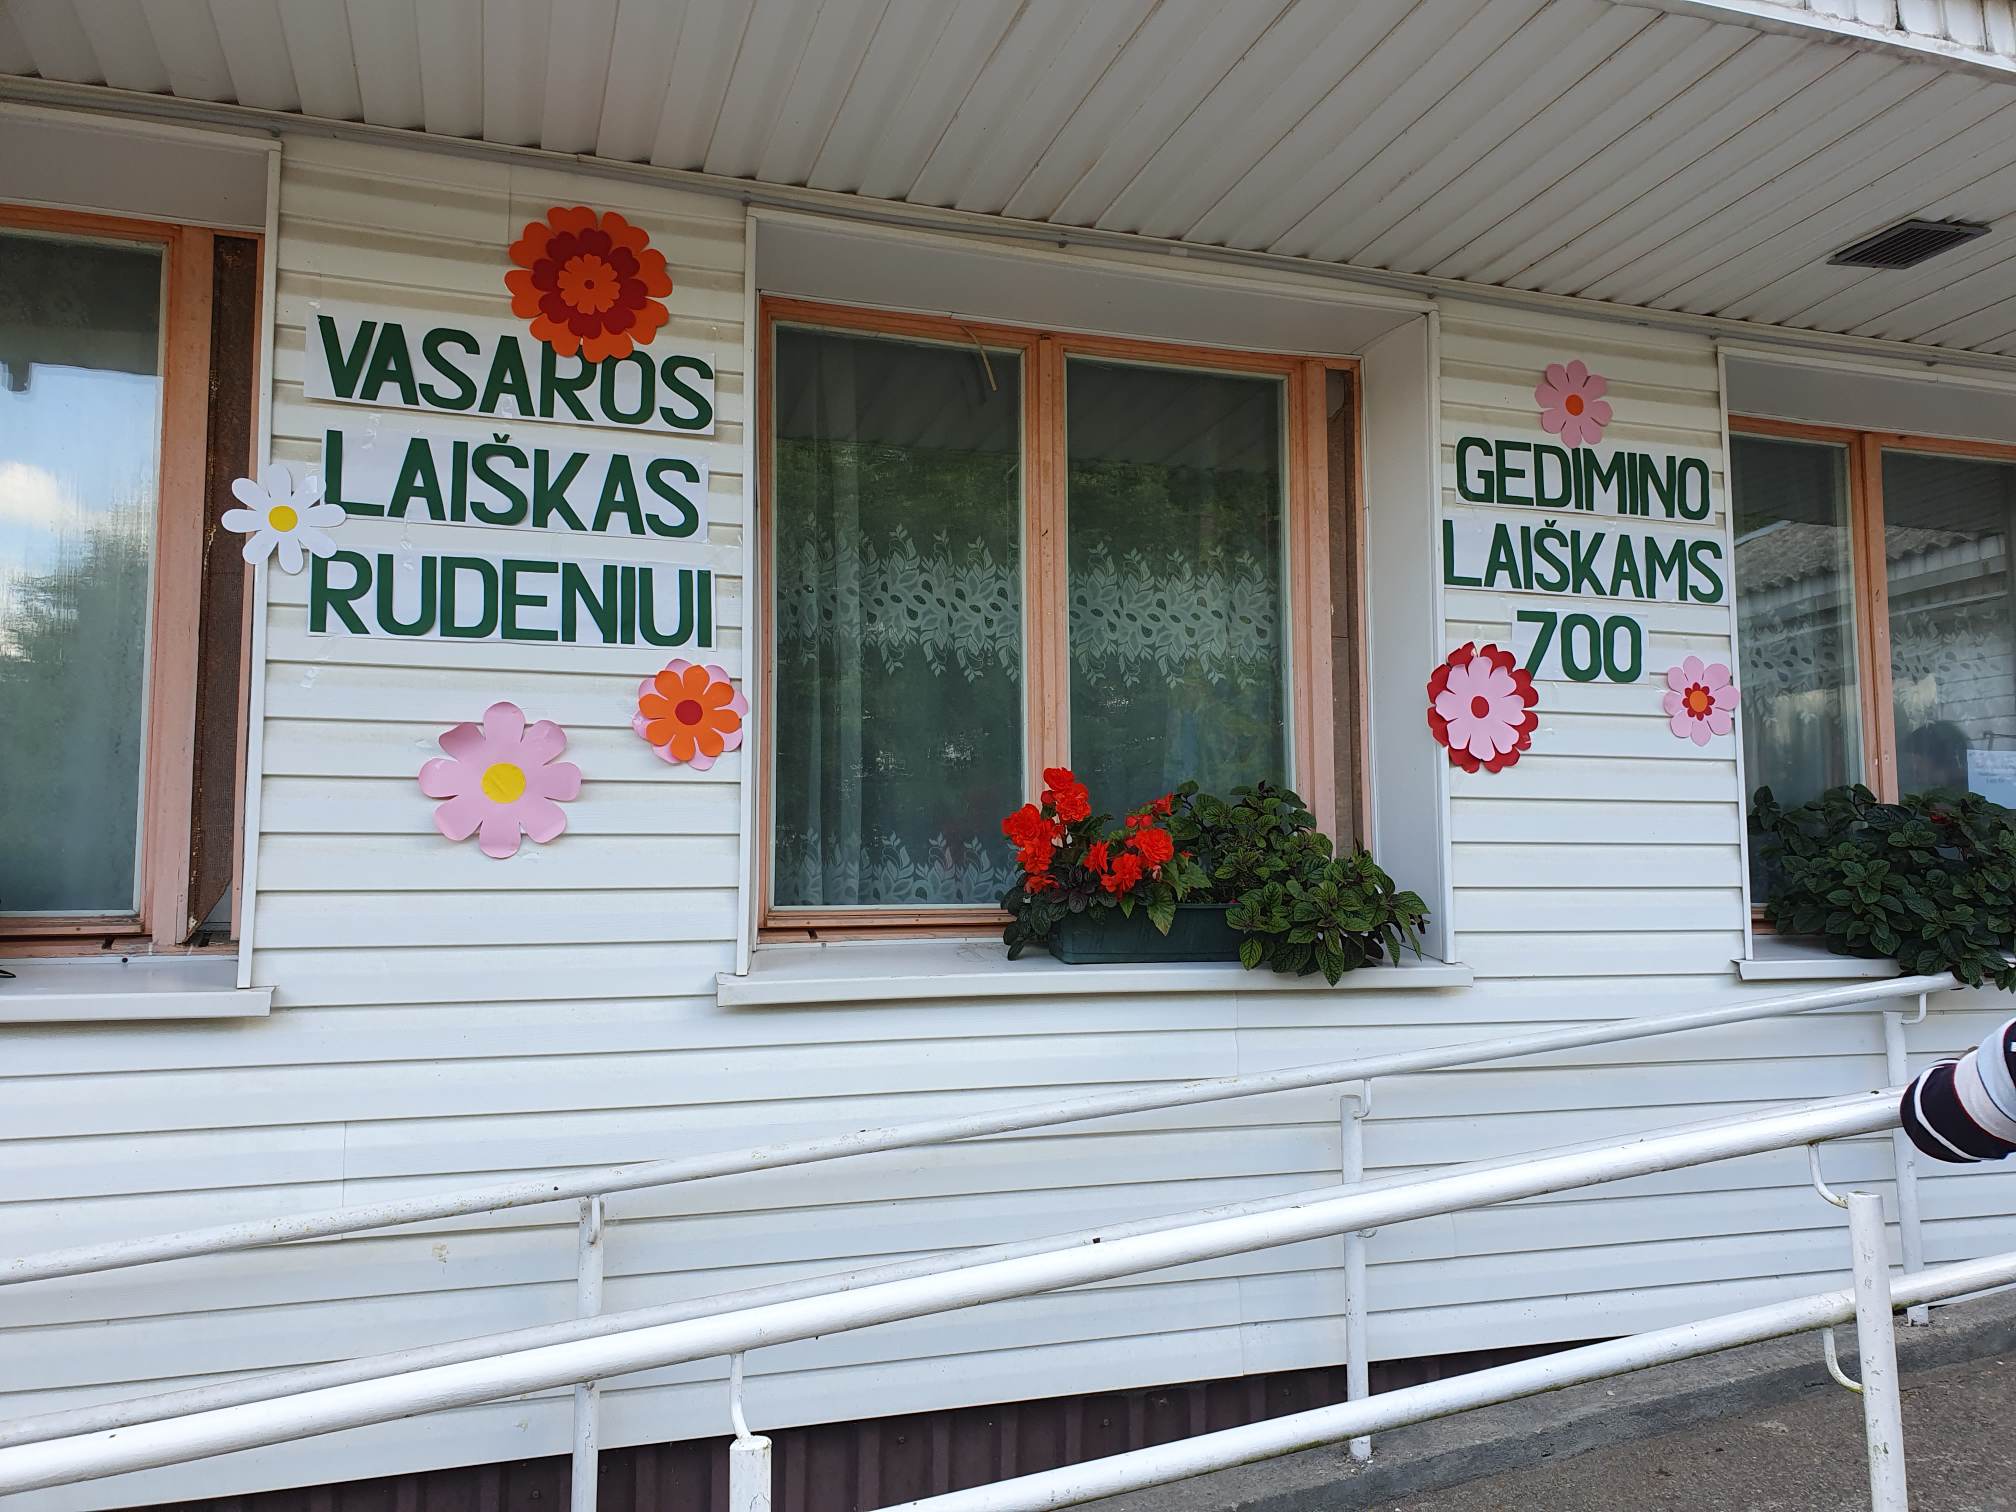 VASAROS
LAIŠKAS
RUDENIUI
GEDIMINO
LAIŠKAMS
700